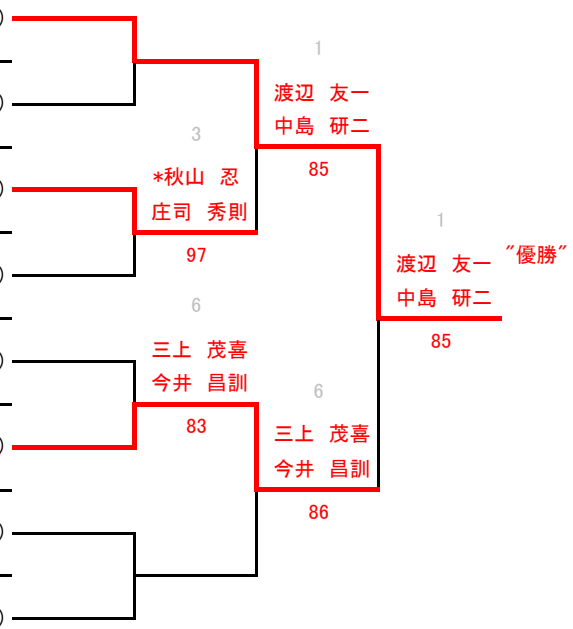 )
1
渡辺 友一
中島 研二
85
)
3
*秋山 忍
庄司 秀則
97
)
)
1
渡辺 友一
中島 研二
"優勝"
85
6
三上 茂喜
今井 昌訓
83
)
)
6
三上 茂喜
今井 昌訓
86
)
)